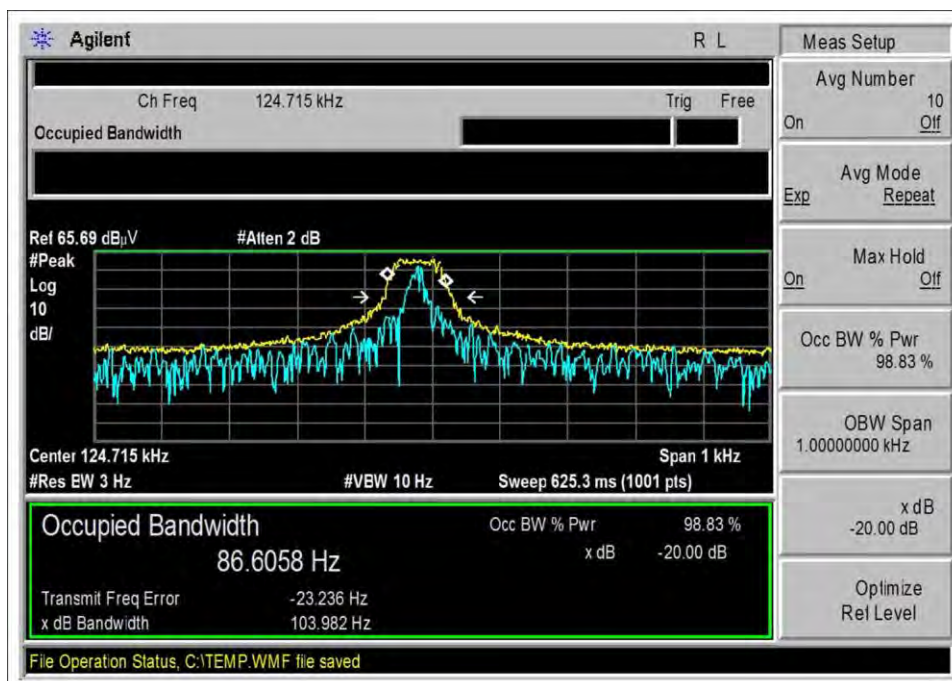 Agilent R L
Ch Freq 124.715 kHz Trig Free
Occupied Bandwidth
Ref 65.69 dBµV #Atten 2 dB
#Peak
Log
10
dB/
Center 124.715 kHz Span 1 kHz
#Res BW 3 Hz #VBW 10 Hz Sweep 625.3 ms (1001 pts)
Occupied Bandwidth Occ BW % Pwr 98.83 %
86.6058 Hz x dB -20.00 dB
Transmit Freq Error -23.236 Hz
x dB Bandwidth 103.982 Hz
File Operation Status, C:\TEMP.WMF file saved
Meas Setup
Avg Number
10
On Off
Avg Mode
Exp Repeat
Max Hold
On Off
Occ BW % Pwr
98.83 %
OBW Span
1.00000000 kHz
x dB
-20.00 dB
Optimize
Ref Level